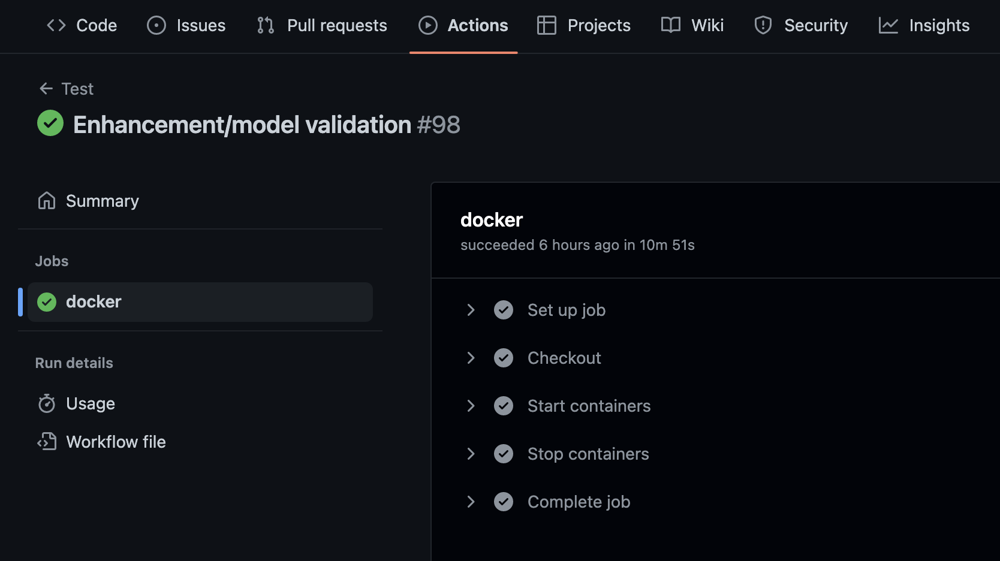 Code Issues Pull requests Actions Projects Wiki Security Insights
Test
Enhancement/model validation #98
Summary
Jobs
docker
Run details
Usage
Workflow file
docker
succeeded 6 hours ago in 10m 51s
Set up job
Checkout
Start containers
Stop containers
Complete job